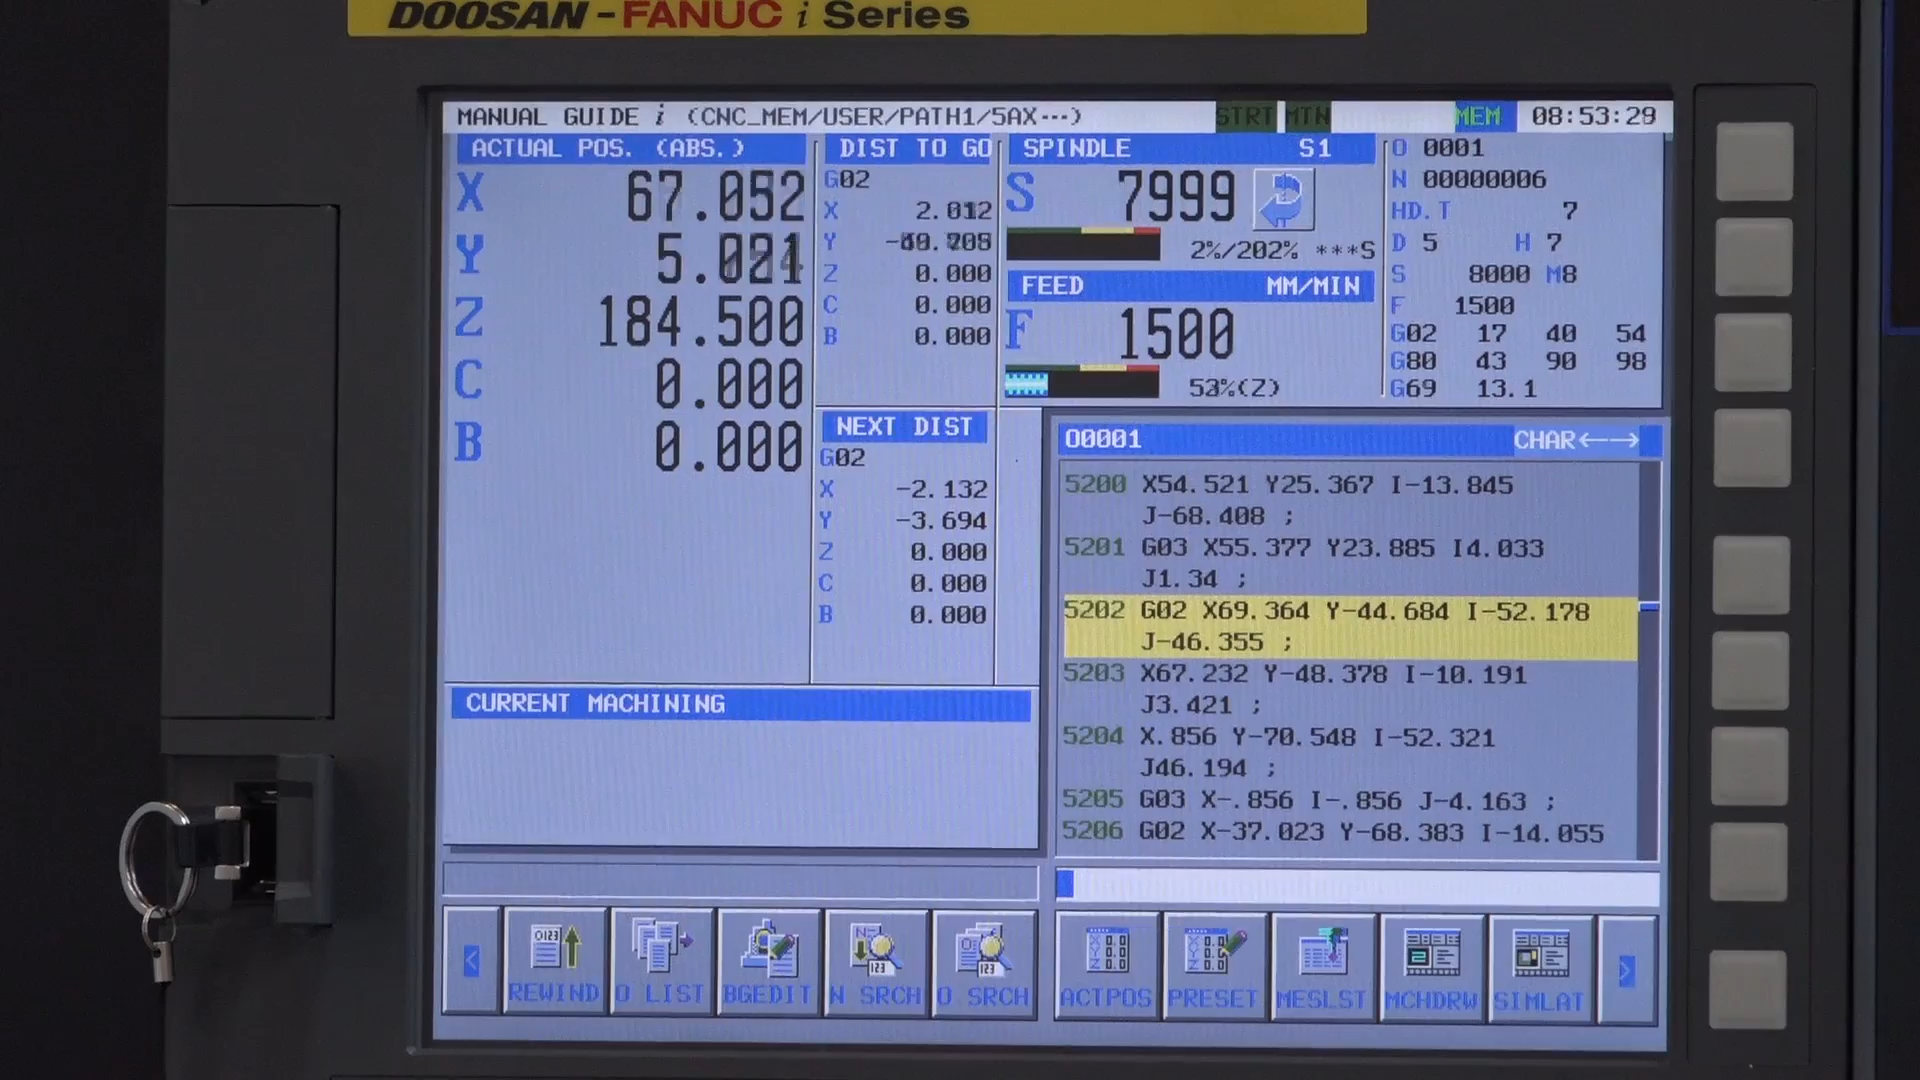 DOOSAN-FANUC i Series
MANUAL GUIDE i (CNC_MEM/USER/PATH1/5AX···)
STRT MTN
MEM 08:53:29
ACTUAL POS. (ABS.)
X 67.052
Y
Z 184.500
C 0.000
B 0.000
DIST TO GO
G02
X
Y
Z 0.000
C 0.000
B 0.000
NEXT DIST
G02
X -2.132
Y -3.694
Z 0.000
C 0.000
B 0.000
SPINDLE S1
S 7999
2%/202% ***S
FEED MM/MIN
F 1500
O 0001
N 00000006
HD.T 7
D 5 H 7
S 8000 M8
F 1500
G02 17 40 54
G80 43 90 98
G69 13.1
O0001 CHAR←→
5200 X54.521 Y25.367 I-13.845
J-68.408 ;
5201 G03 X55.377 Y23.885 I4.033
J1.34 ;
5202 G02 X69.364 Y-44.684 I-52.178
J-46.355 ;
5203 X67.232 Y-48.378 I-10.191
J3.421 ;
5204 X.856 Y-70.548 I-52.321
J46.194 ;
5205 G03 X-.856 I-.856 J-4.163 ;
5206 G02 X-37.023 Y-68.383 I-14.055
CURRENT MACHINING
< REWIND O LIST BGEDIT N SRCH O SRCH ACTPOS PRESET MESLST MCHDRW SIMLAT >